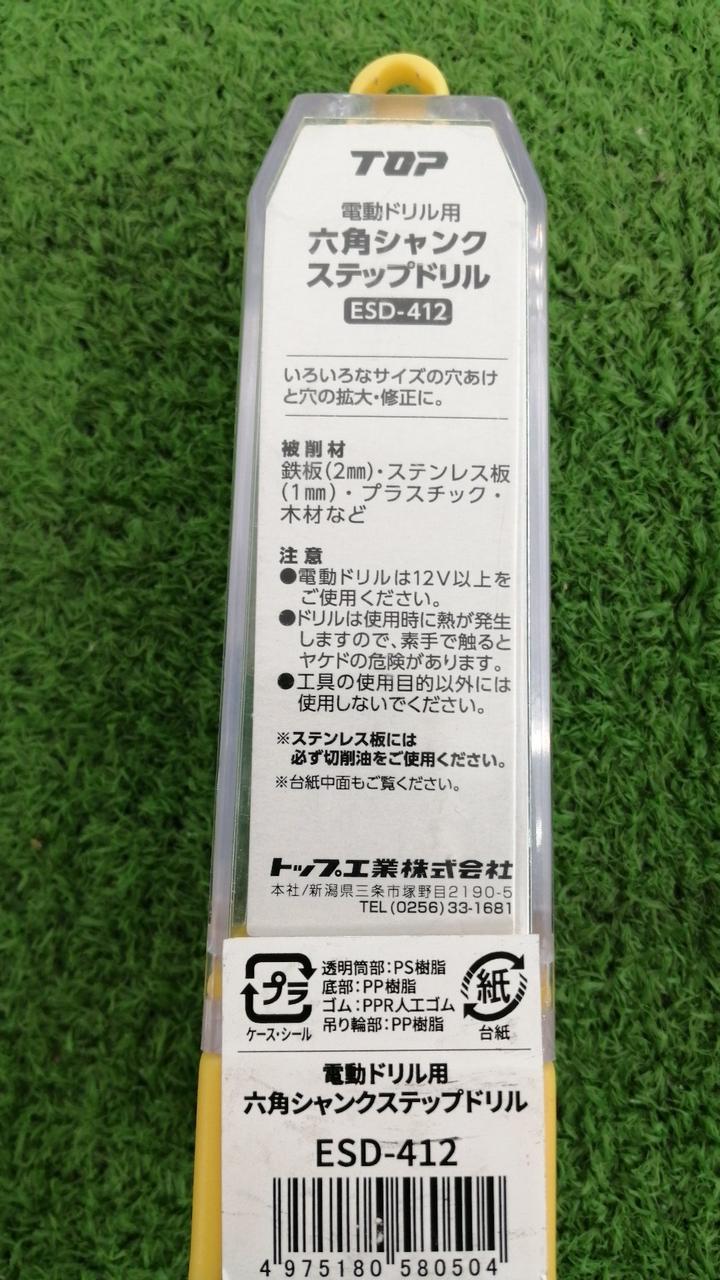 TOP
電動ドリル用
六角シャンク
ステップドリル
ESD-412
いろいろなサイズの穴あけ
と穴の拡大・修正に。
被削材
鉄板(2㎜)・ステンレス板
(1㎜)・プラスチック・
木材など
注意
●電動ドリルは12V以上を
ご使用ください。
●ドリルは使用時に熱が発生
しますので、素手で触ると
ヤケドの危険があります。
●工具の使用目的以外には
使用しないでください。
※ステンレス板には
必ず切削油をご使用ください。
※台紙中面もご覧ください。
トップ工業株式会社
本社/新潟県三条市塚野目2190-5
TEL(0256)33-1681
プラ
ケース・シール
透明筒部:PS樹脂
底部:PP樹脂
ゴム:PPR人工ゴム
吊り輪部:PP樹脂
紙
台紙
電動ドリル用
六角シャンクステップドリル
ESD-412
4 975180 580504